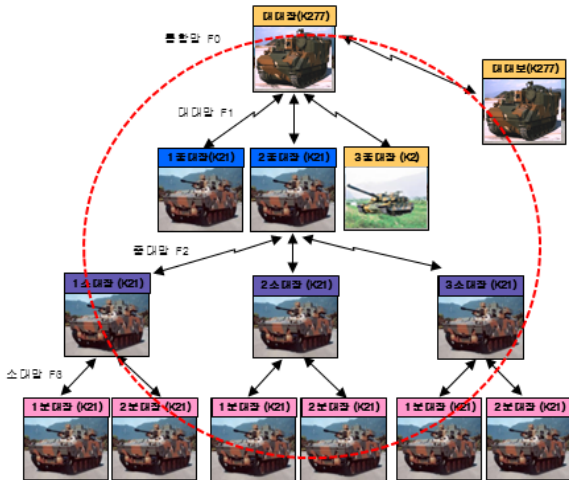 대대장(K277)
통합망 F0
대대보(K277)
대대망 F1
1중대장(K21)
2중대장(K21)
3중대장 (K2)
중대망 F2
1소대장 (K21)
2소대장 (K21)
3소대장 (K21)
소대망 F3
1분대장 (K21)
2분대장 (K21)
1분대장 (K21)
2분대장 (K21)
1분대장 (K21)
2분대장 (K21)